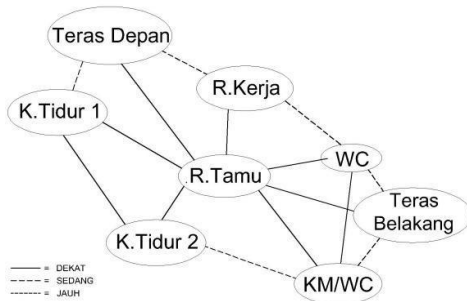 Teras Depan
R.Kerja
K.Tidur 1
WC
R.Tamu
Teras
Belakang
K.Tidur 2
KM/WC
= DEKAT
= SEDANG
= JAUH